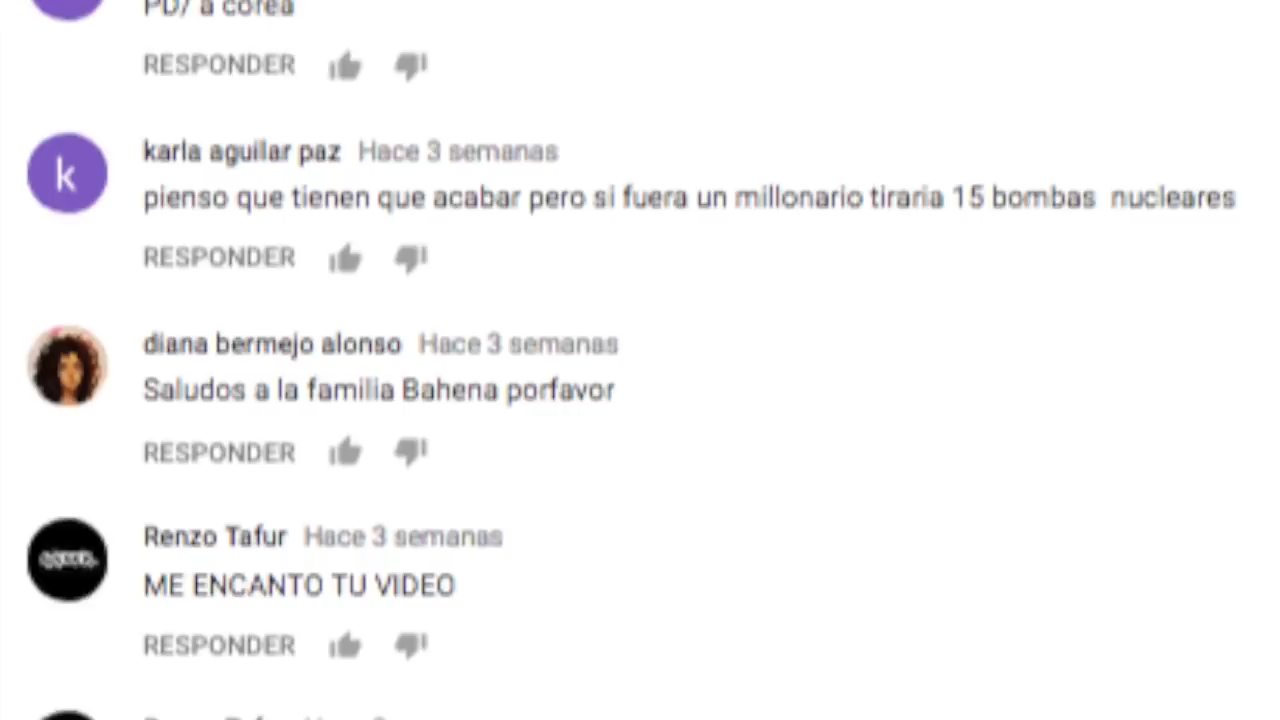 PD/ a corea
RESPONDER
k
karla aguilar paz Hace 3 semanas
pienso que tienen que acabar pero si fuera un millonario tiraria 15 bombas nucleares
RESPONDER
diana bermejo alonso Hace 3 semanas
Saludos a la familia Bahena porfavor
RESPONDER
Renzo Tafur Hace 3 semanas
ME ENCANTO TU VIDEO
RESPONDER